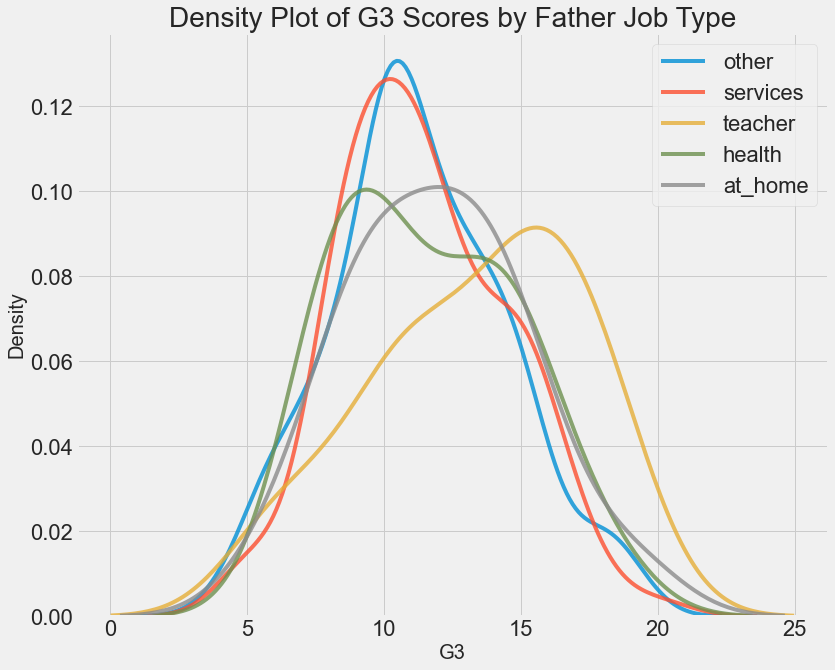 Density Plot of G3 Scores by Father Job Type
other
services
teacher
health
at_home
Density
0.12
0.10
0.08
0.06
0.04
0.02
0.00
0 5 10 15 20 25
G3